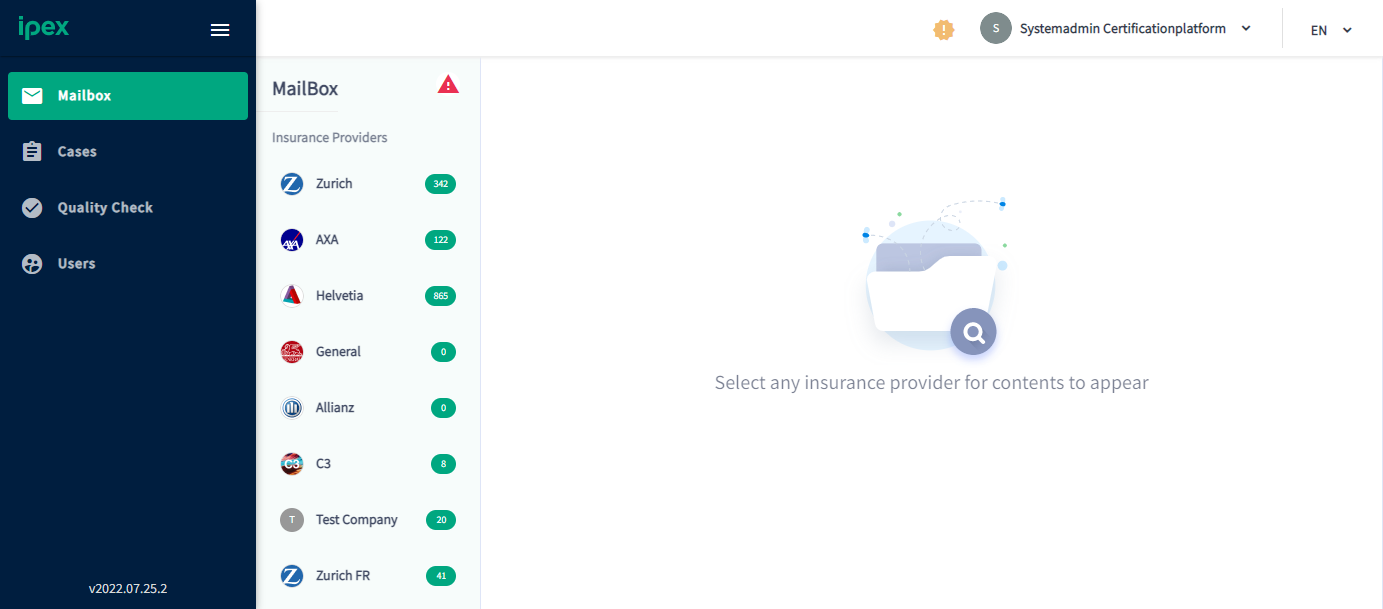 ipex
Systemadmin Certificationplatform
S
EN
Mailbox
Cases
Quality Check
Users
v2022.07.25.2
MailBox
Insurance Providers
Zurich 342
AXA 122
Helvetia 865
General 0
Allianz 0
C3 8
T Test Company 20
Zurich FR 41
Select any insurance provider for contents to appear